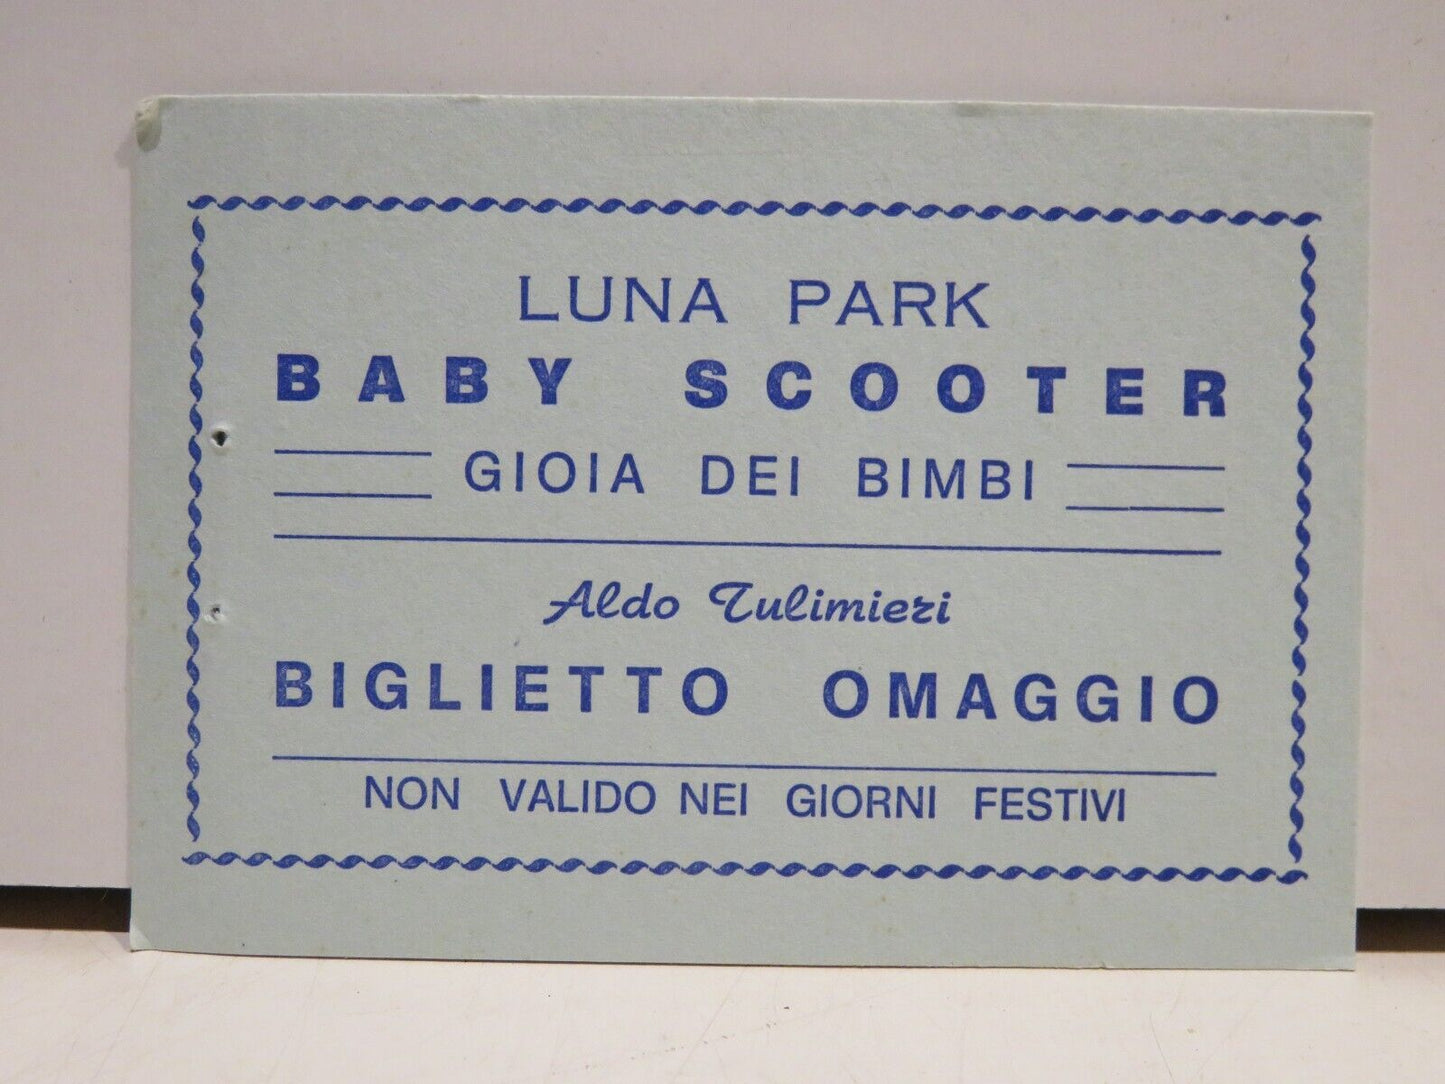 LUNA PARK
BABY SCOOTER
GIOIA DEI BIMBI
Aldo Tulimieri
BIGLIETTO OMAGGIO
NON VALIDO NEI GIORNI FESTIVI